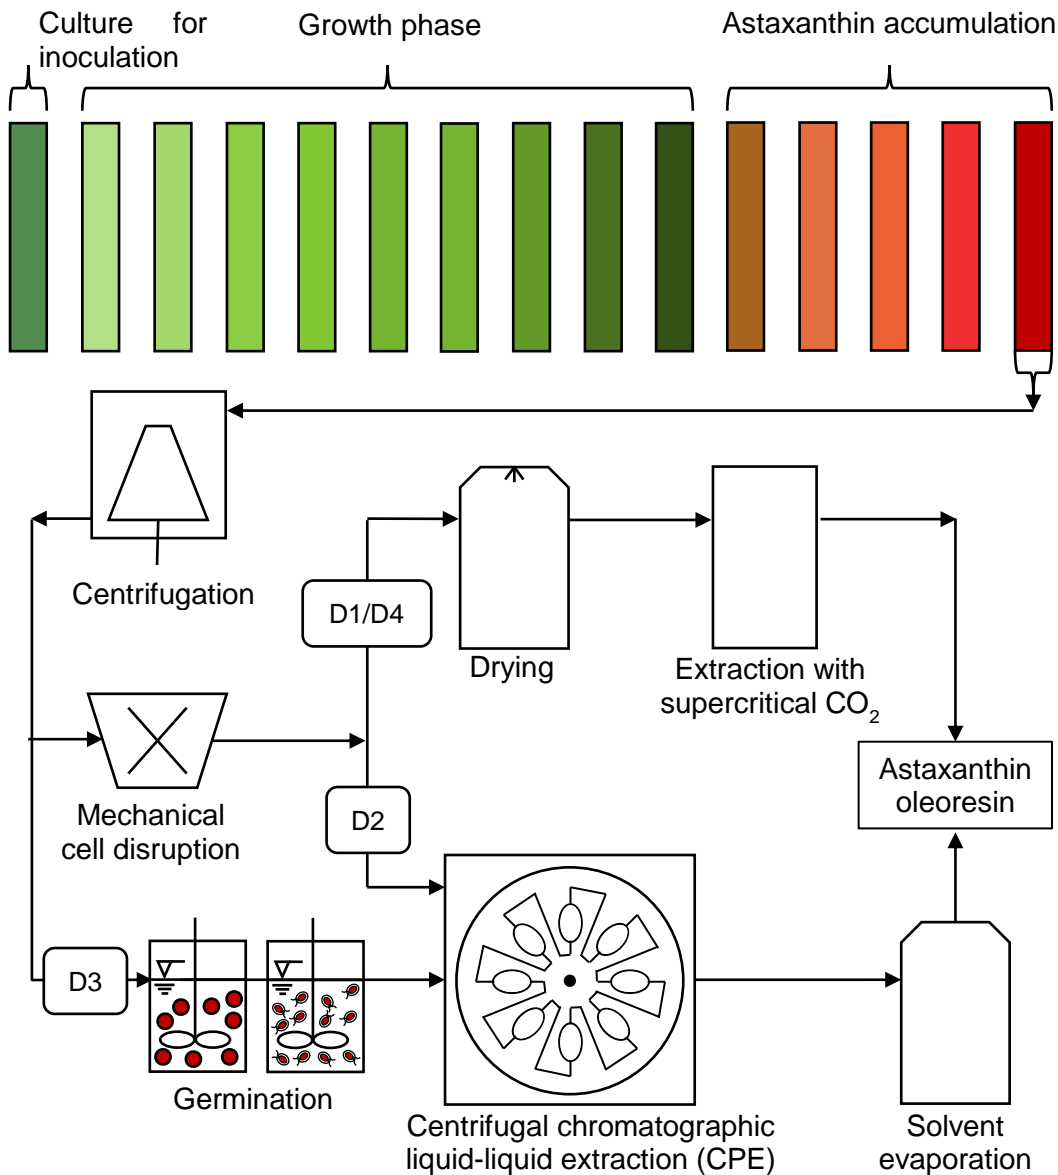 Culture for
inoculation
Growth phase
Astaxanthin accumulation
Centrifugation
D1/D4
Drying
Extraction with
supercritical CO₂
Mechanical
cell disruption
D2
Astaxanthin
oleoresin
D3
Germination
Centrifugal chromatographic
liquid-liquid extraction (CPE)
Solvent
evaporation